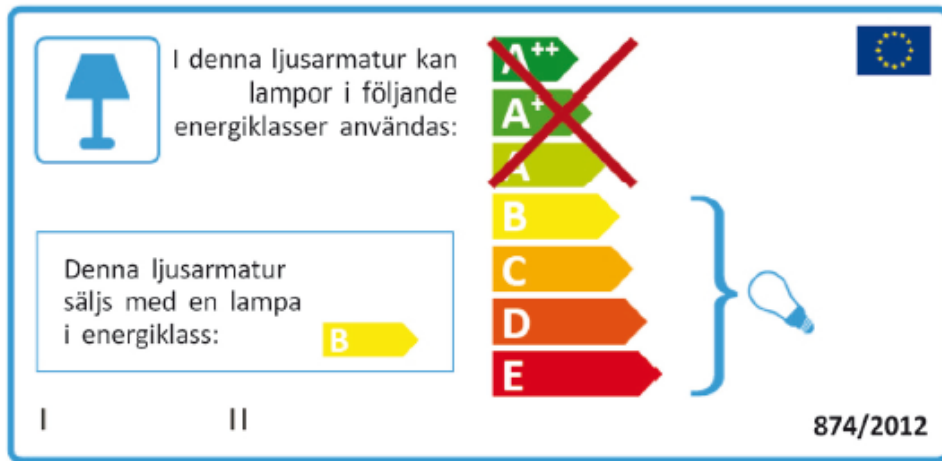 I denna ljusarmatur kan
lampor i följande
energiklasser användas:
A++
A+
A
B
C
D
E
Denna ljusarmatur
säljs med en lampa
i energiklass:
B
I II
874/2012